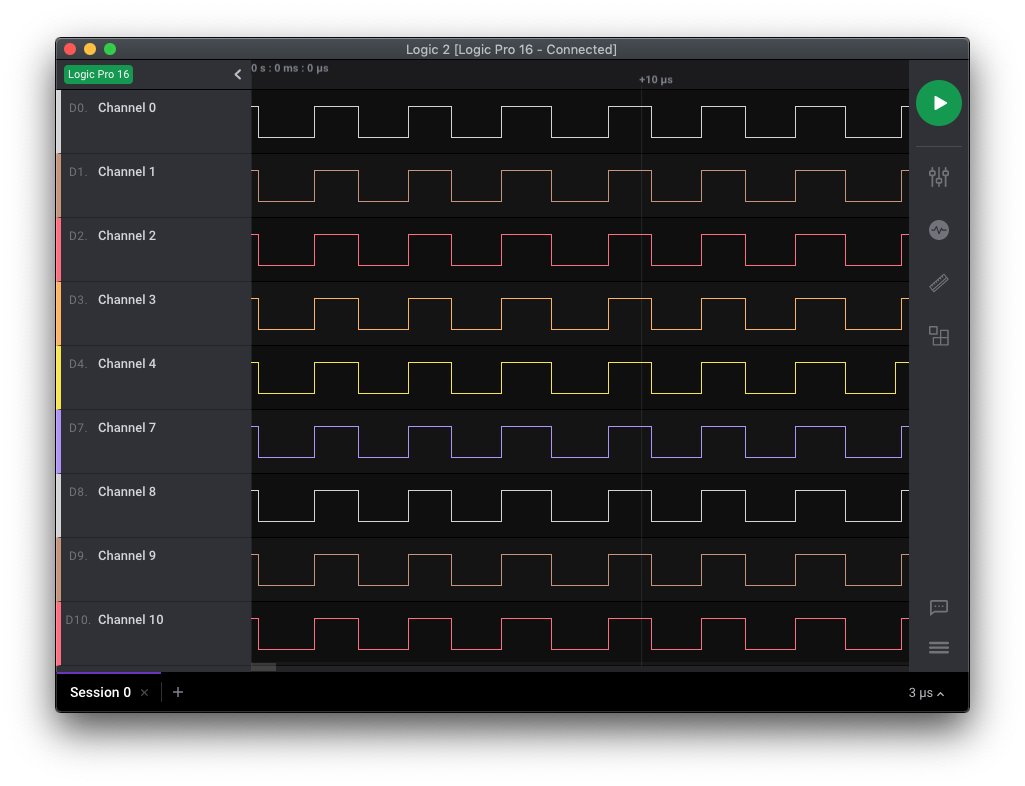 Logic 2 [Logic Pro 16 - Connected]
Logic Pro 16
0 s : 0 ms : 0 µs
+10 µs
D0. Channel 0
D1. Channel 1
D2. Channel 2
D3. Channel 3
D4. Channel 4
D7. Channel 7
D8. Channel 8
D9. Channel 9
D10. Channel 10
Session 0
3 µs